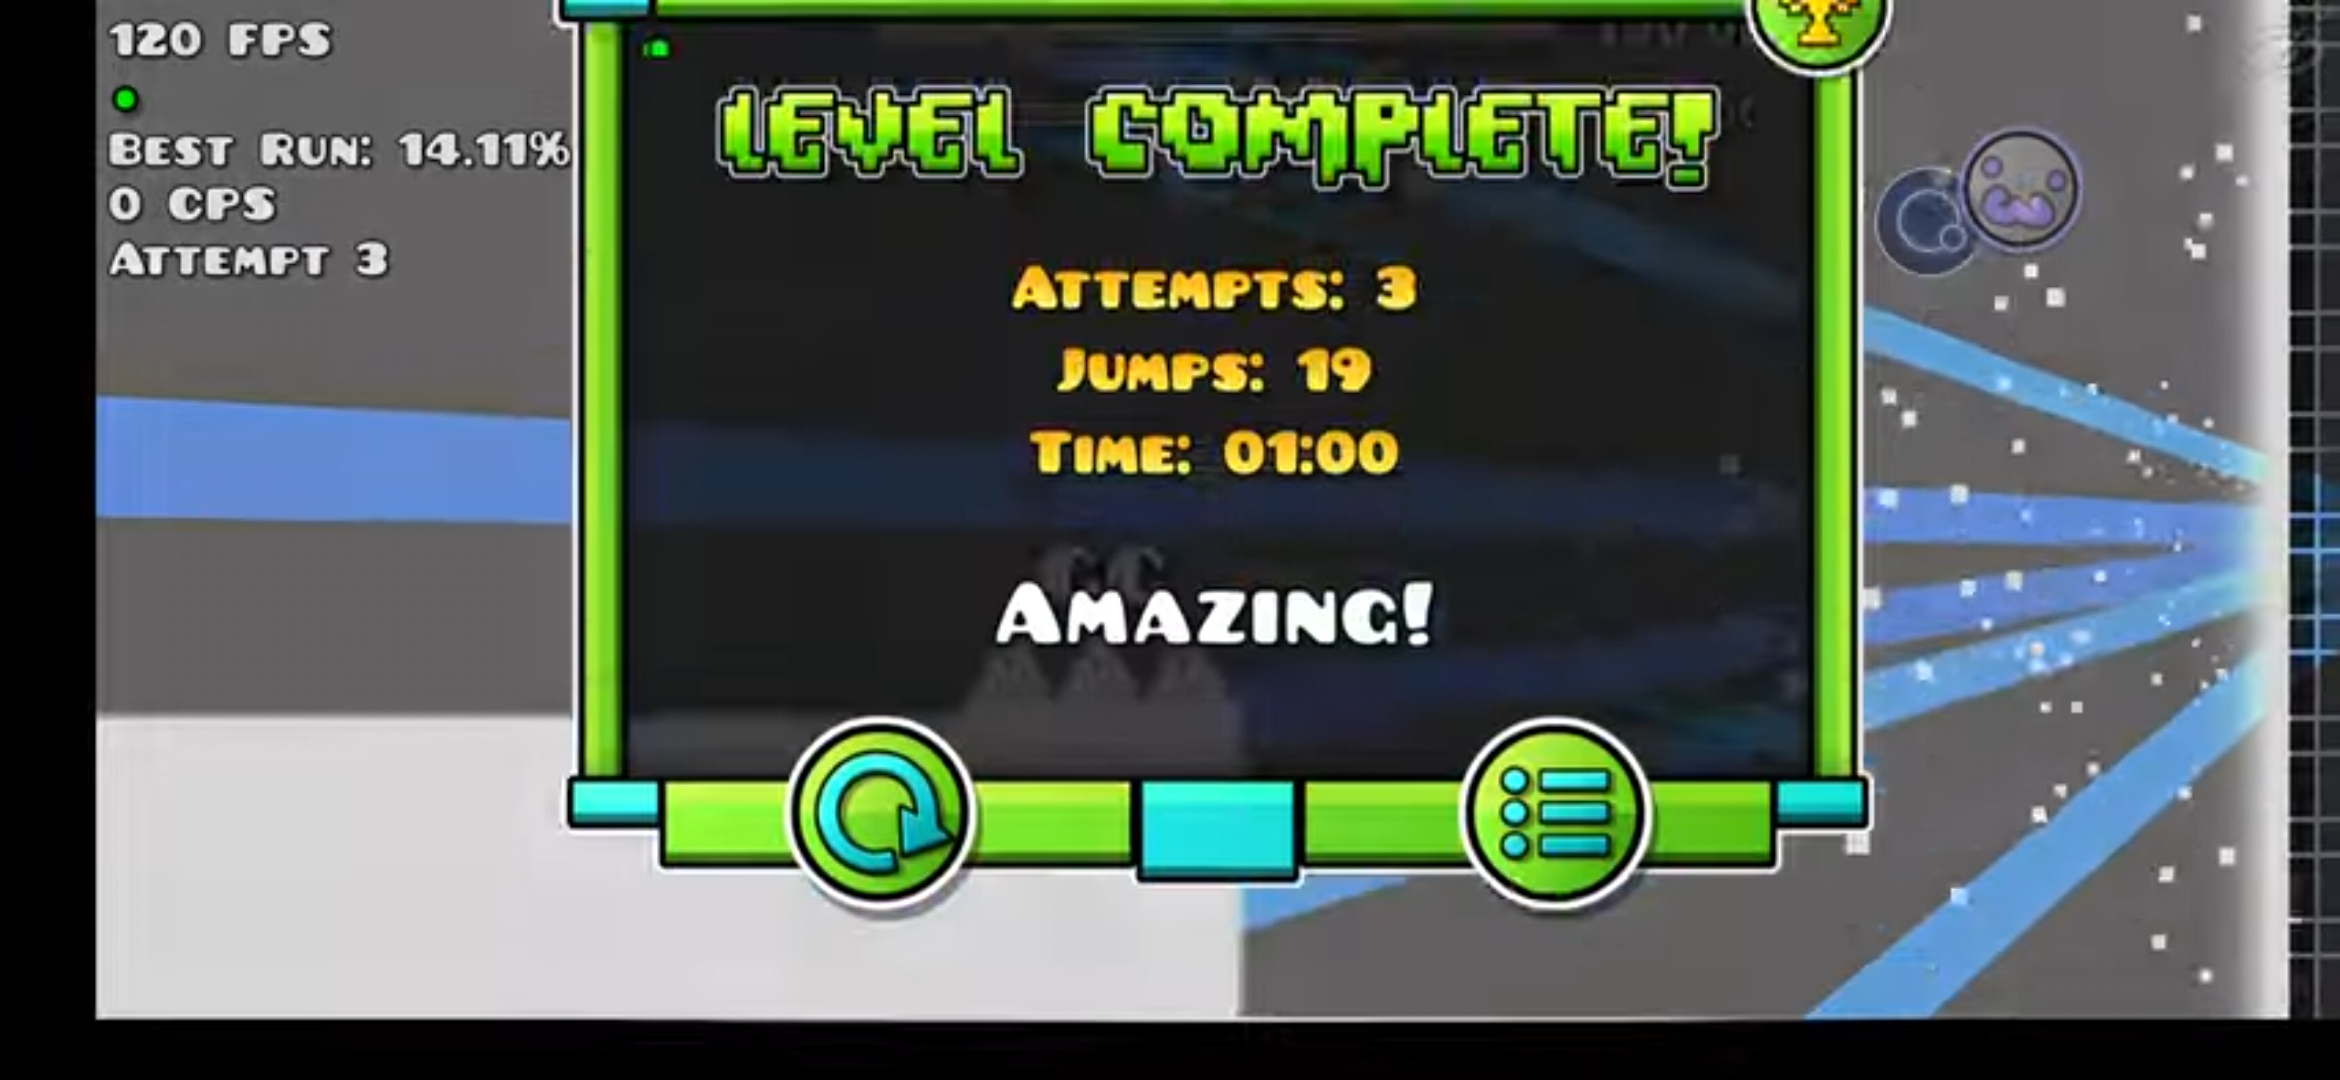 120 FPS
BEST RUN: 14.11%
0 CPS
ATTEMPT 3
LEVEL COMPLETE!
ATTEMPTS: 3
JUMPS: 19
TIME: 01:00
AMAZING!